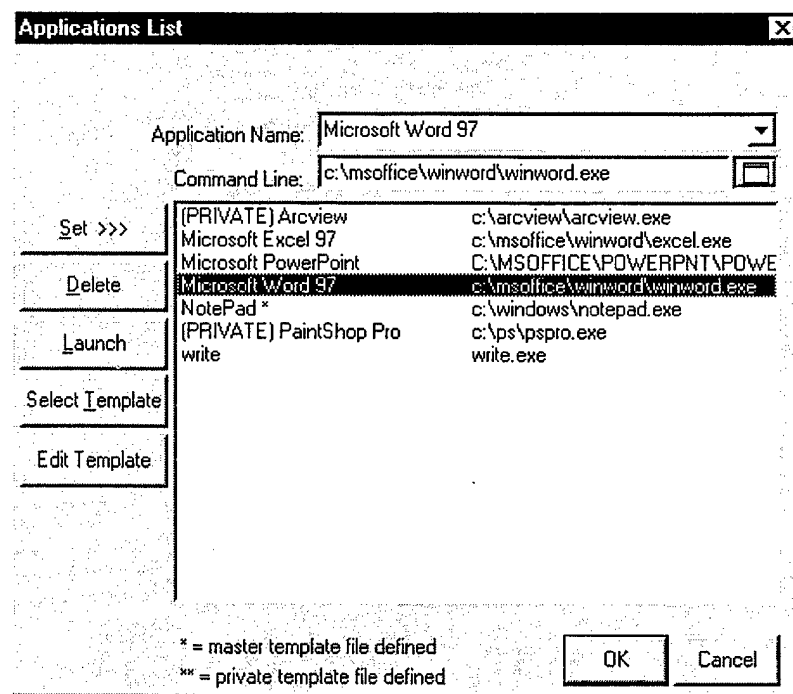 Applications List
Application Name: Microsoft Word 97
Command Line: c:\msoffice\winword\winword.exe
Set >>>
Delete
Launch
Select Template
Edit Template
(PRIVATE) Arcview c:\arcview\arcview.exe
Microsoft Excel 97 c:\msoffice\winword\excel.exe
Microsoft PowerPoint C:\MSOFFICE\POWERPNT\POWE
Microsoft Word 97 c:\msoffice\winword\winword.exe
NotePad * c:\windows\notepad.exe
(PRIVATE) PaintShop Pro c:\ps\pspro.exe
write write.exe
* = master template file defined
** = private template file defined
OK
Cancel